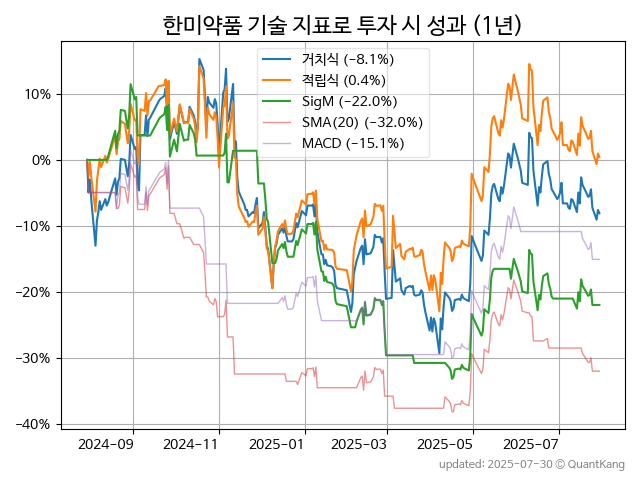 한미약품 기술 지표로 투자 시 성과 (1년)
거치식 (−8.1%)
적립식 (0.4%)
SigM (−22.0%)
SMA(20) (−32.0%)
MACD (−15.1%)
10%
0%
−10%
−20%
−30%
−40%
2024-09
2024-11
2025-01
2025-03
2025-05
2025-07
updated: 2025-07-30 © QuantKang